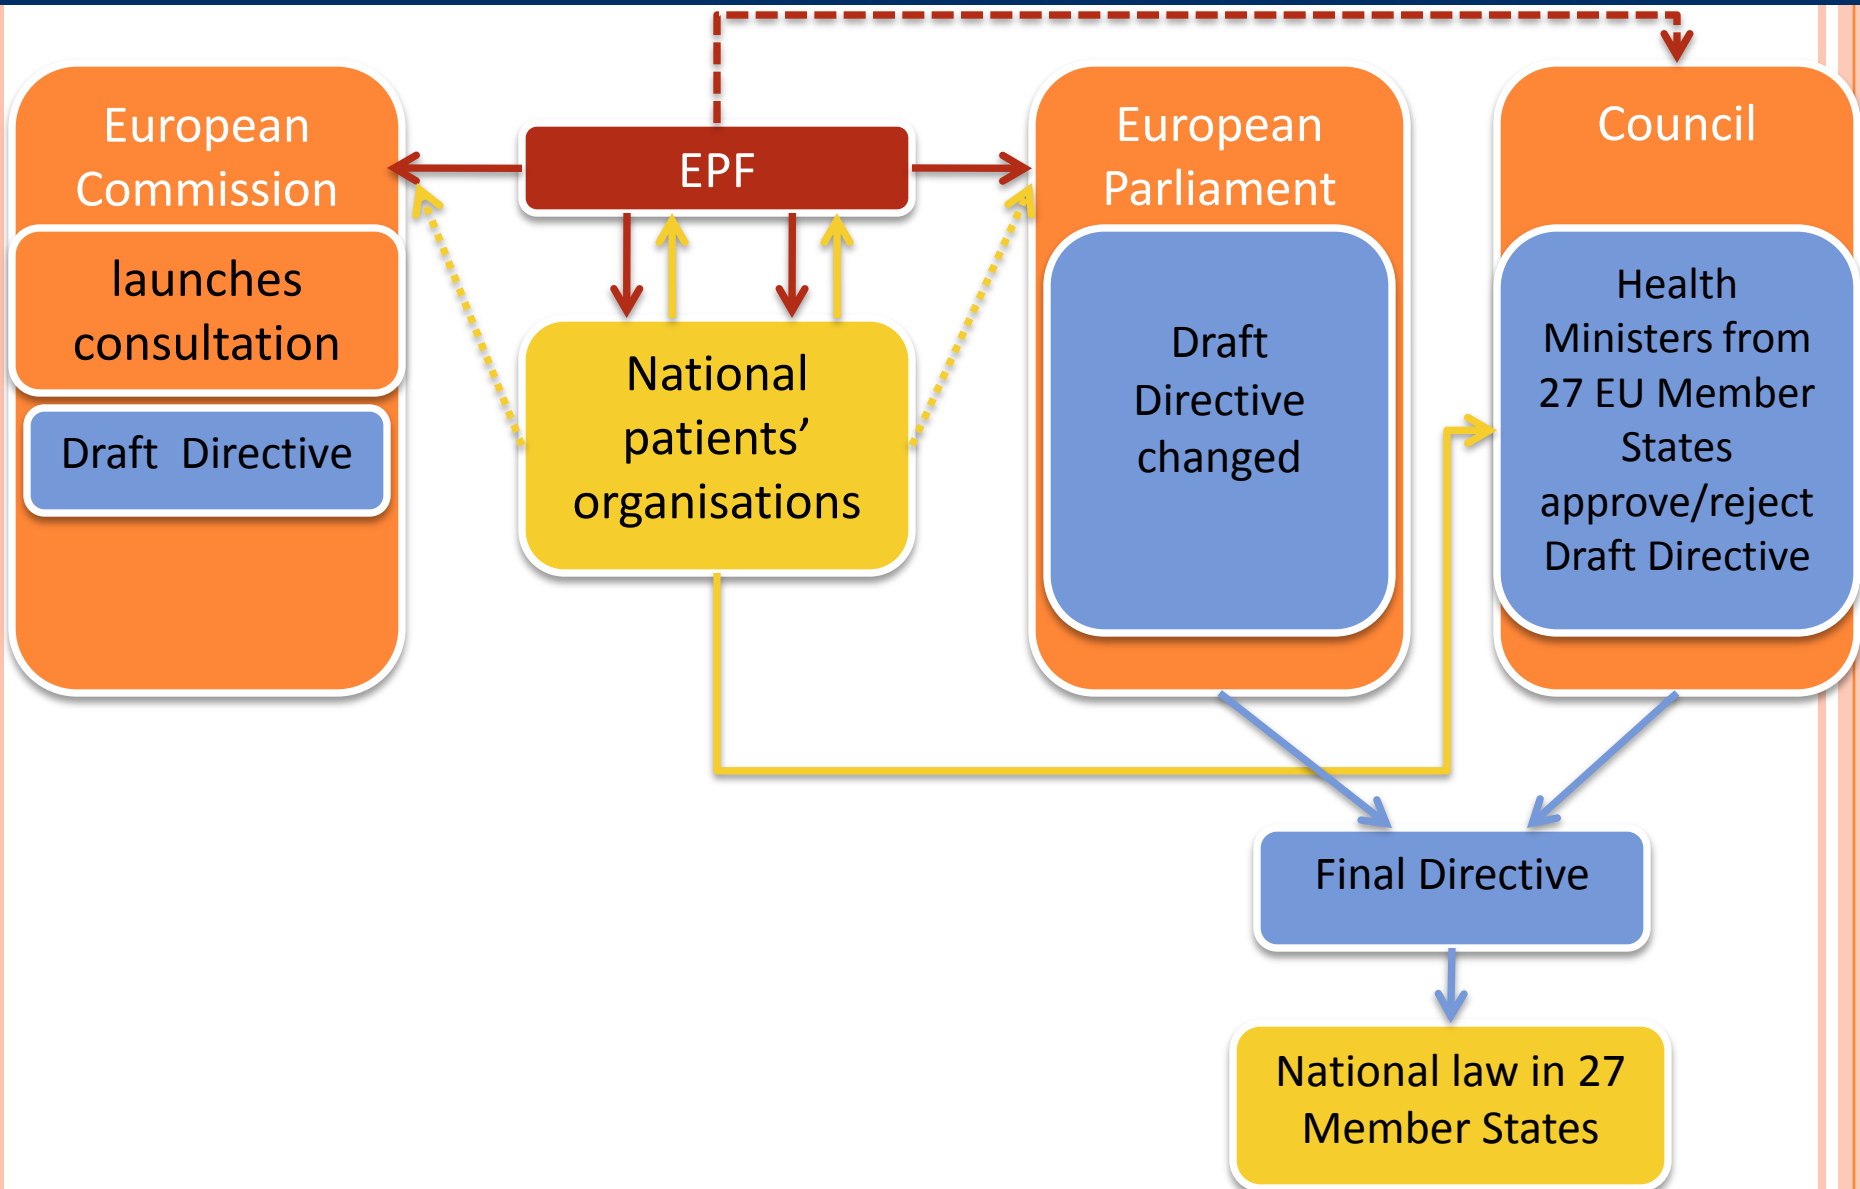 European
Commission
launches
consultation
Draft Directive
EPF
National
patients’
organisations
European
Parliament
Draft
Directive
changed
Council
Health
Ministers from
27 EU Member
States
approve/reject
Draft Directive
Final Directive
National law in 27
Member States